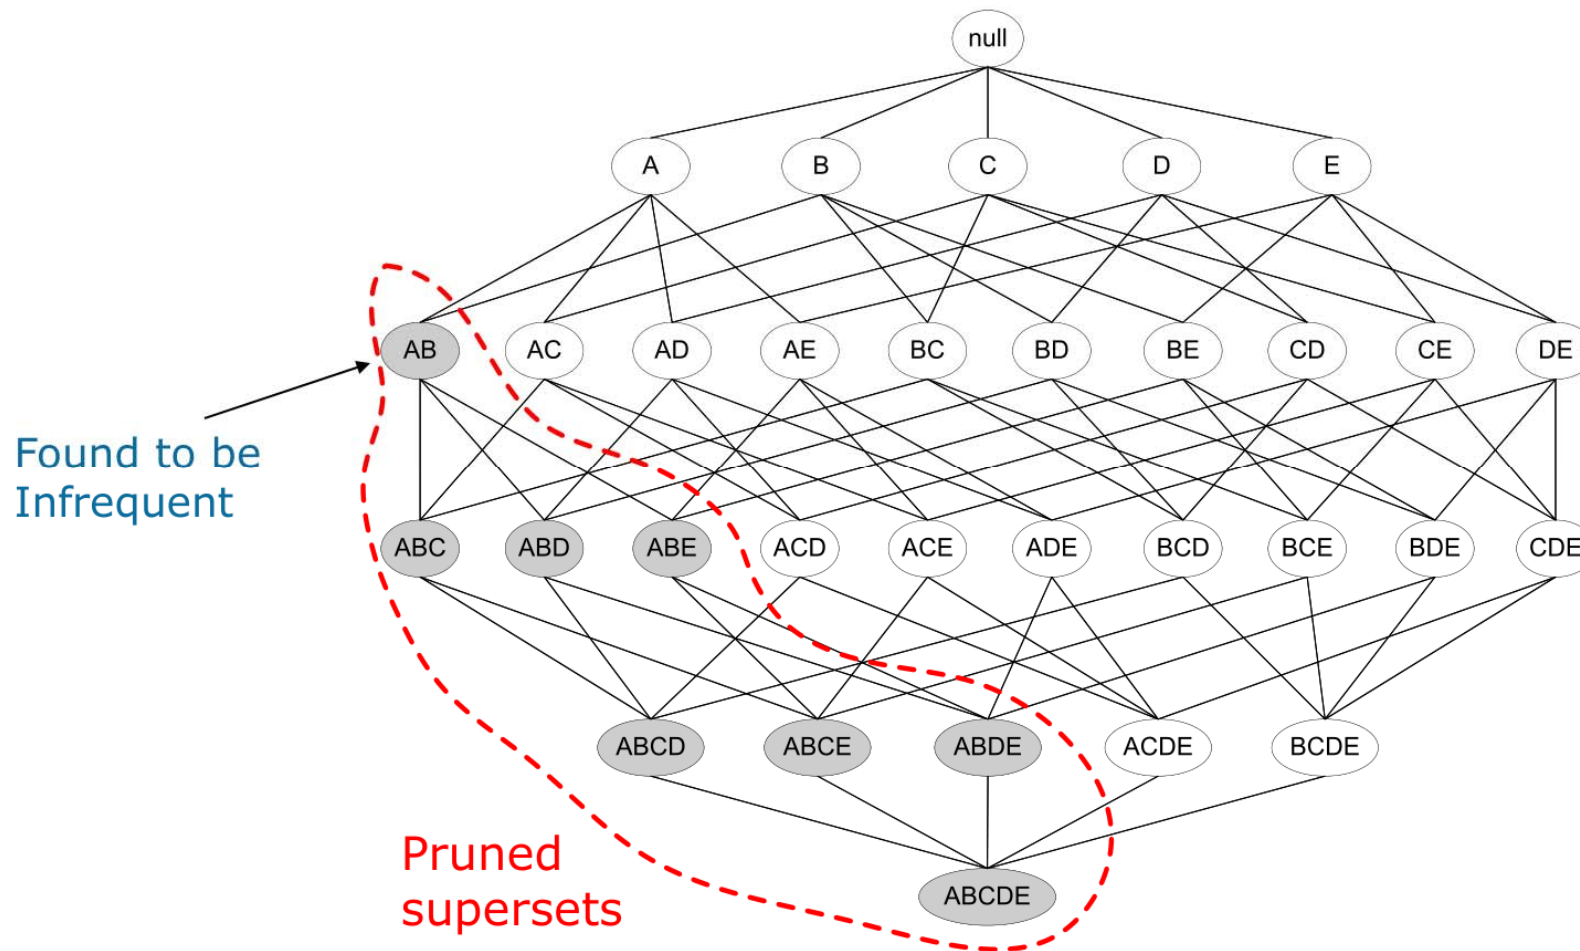 null
A B C D E
AB AC AD AE BC BD BE CD CE DE
Found to be
Infrequent
ABC ABD ABE ACD ACE ADE BCD BCE BDE CDE
ABCD ABCE ABDE ACDE BCDE
Pruned
supersets
ABCDE